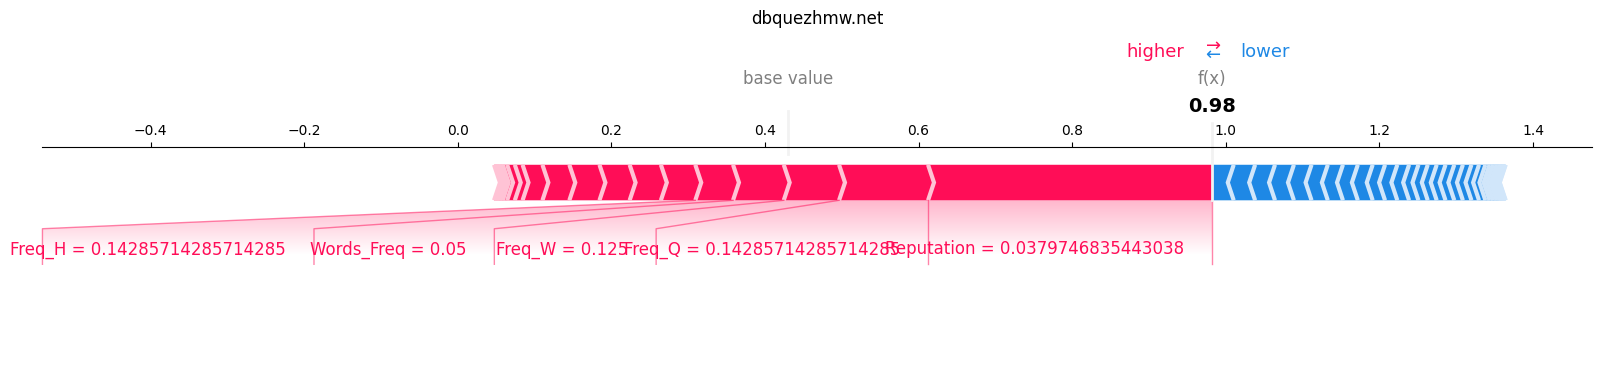 dbquezhmw.net
higher → ← lower
base value f(x)
0.98
−0.4 −0.2 0.0 0.2 0.4 0.6 0.8 1.0 1.2 1.4
Freq_H = 0.14285714285714285 Words_Freq = 0.05 Freq_W = 0.125 Freq_Q = 0.14285714285714285 Reputation = 0.0379746835443038